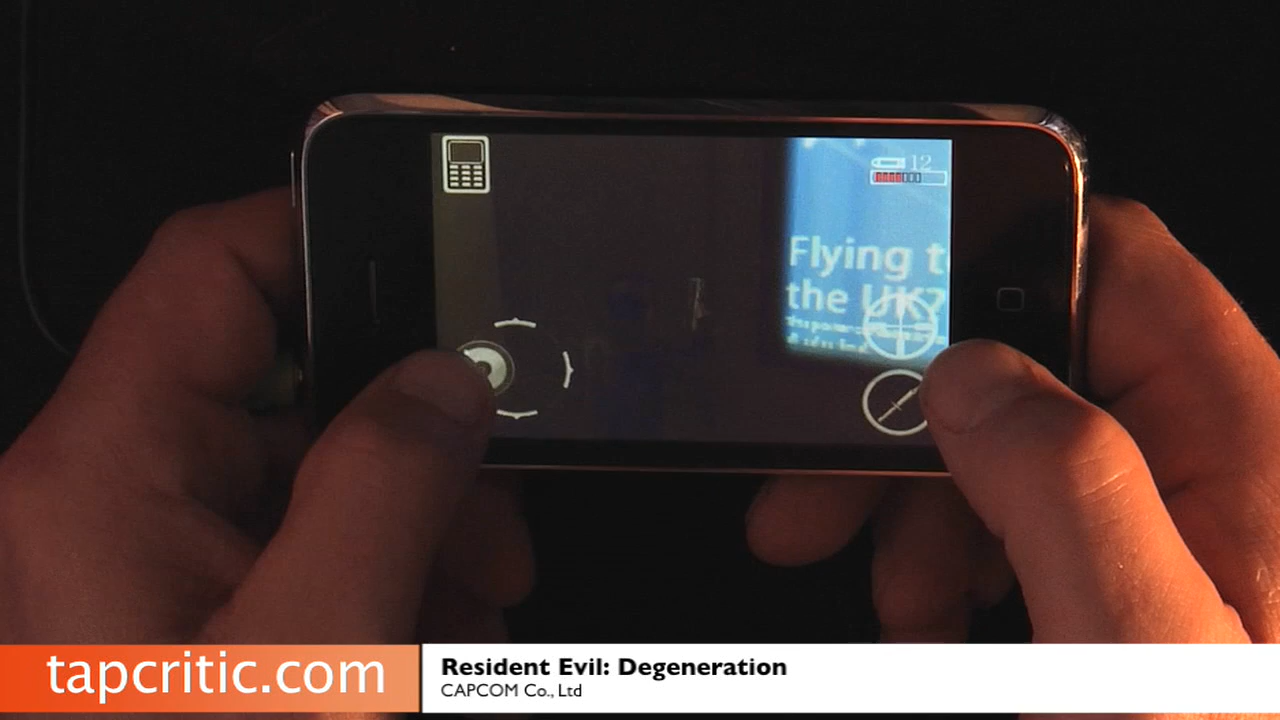 12
Flying t
the UK?
tapcritic.com
Resident Evil: Degeneration
CAPCOM Co., Ltd